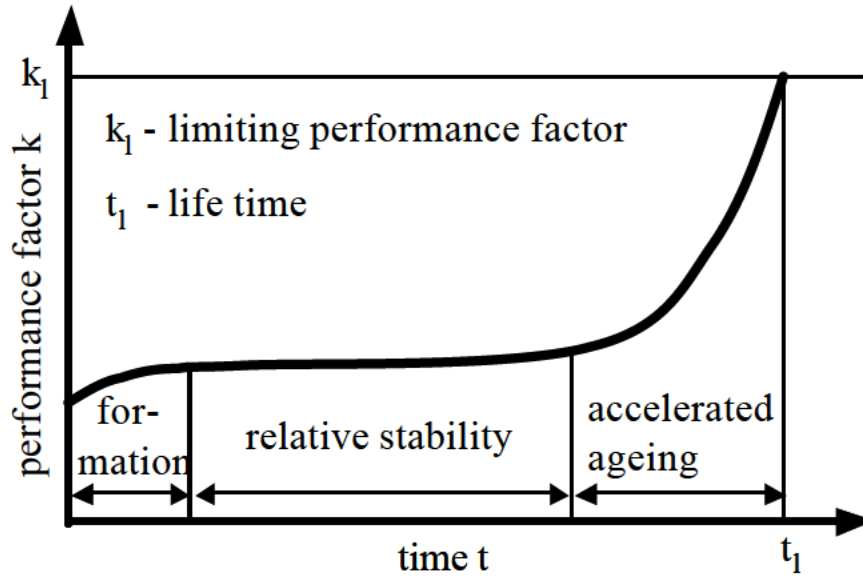 performance factor k
k₁
k₁ - limiting performance factor
t₁ - life time
for-
mation
relative stability
accelerated
ageing
time t
t₁